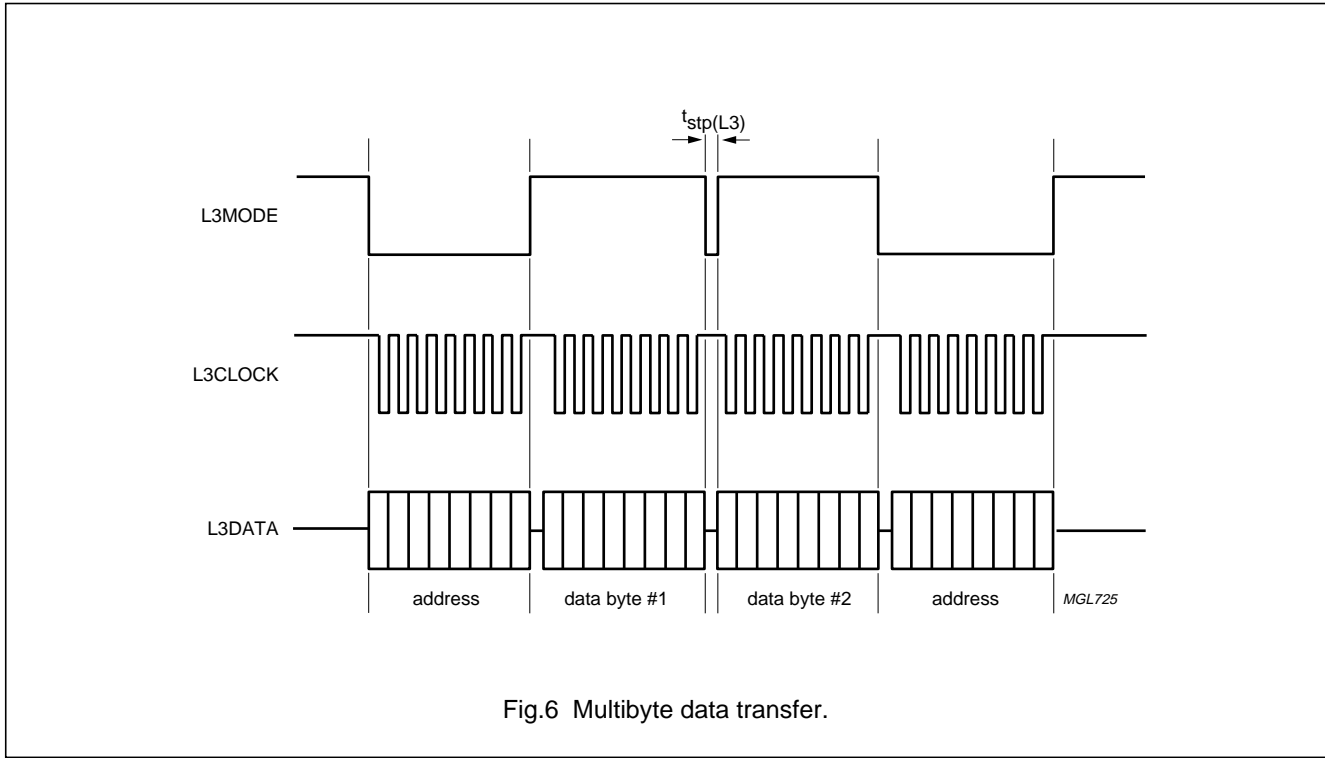 tstp(L3)
L3MODE
L3CLOCK
L3DATA
address
data byte #1
data byte #2
address
MGL725
Fig.6 Multibyte data transfer.